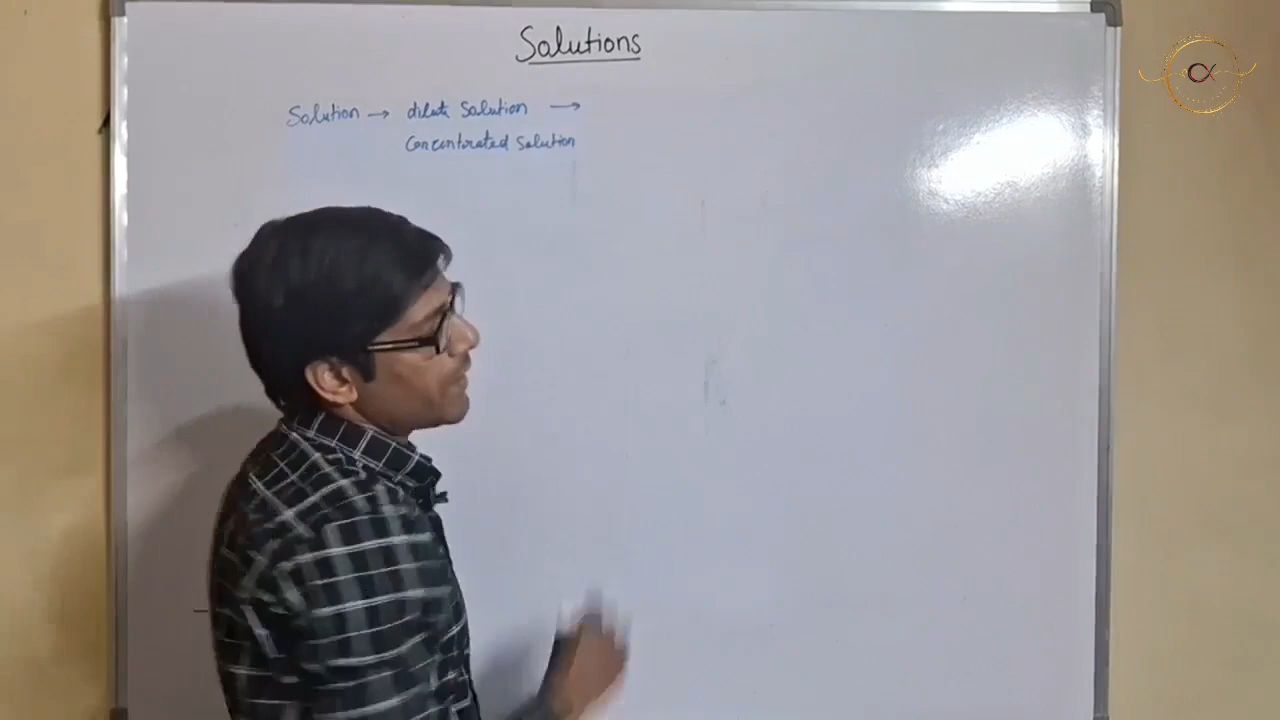 Solutions
Solution → dilute Solution →
Concentrated Solution